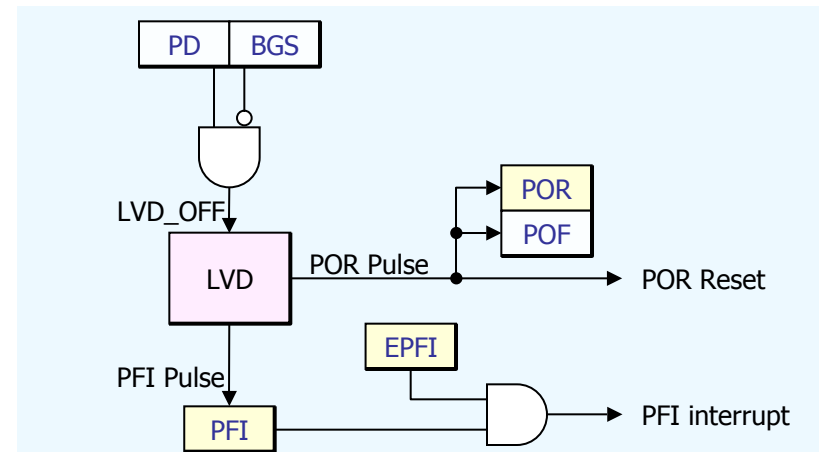 PD BGS
POR
LVD_OFF
POF
LVD
POR Pulse
POR Reset
EPFI
PFI Pulse
PFI interrupt
PFI